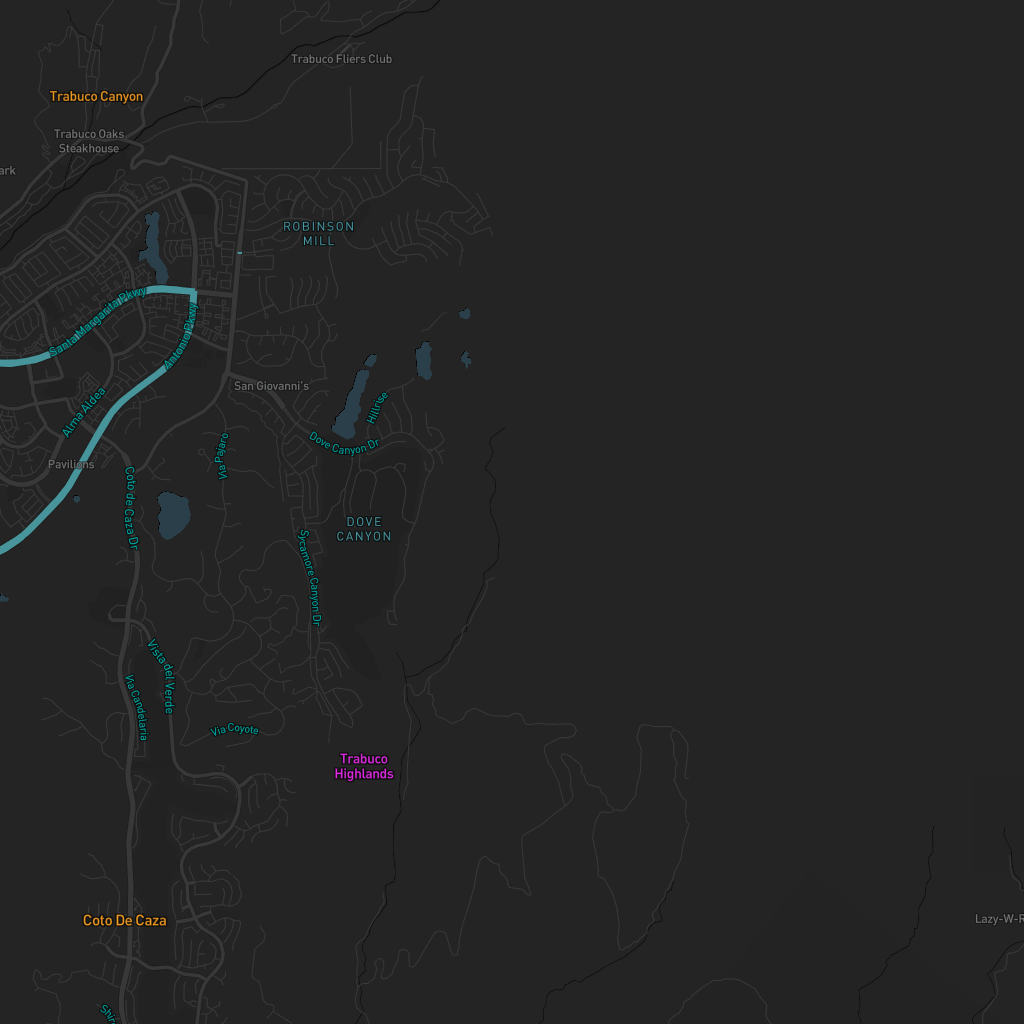 Trabuco Fliers Club
Trabuco Canyon
Trabuco Oaks
Steakhouse
ark
ROBINSON
MILL
Santa Margarita Pkwy
Antonio Pkwy
San Giovanni's
Alma Aldea
Hillrise
Dove Canyon Dr
Via Pajaro
Pavilions
Coto de Caza Dr
DOVE
CANYON
Sycamore Canyon Dr
Vista del Verde
Via Candelaria
Via Coyote
Trabuco
Highlands
Coto De Caza
Lazy-W-R
Shir